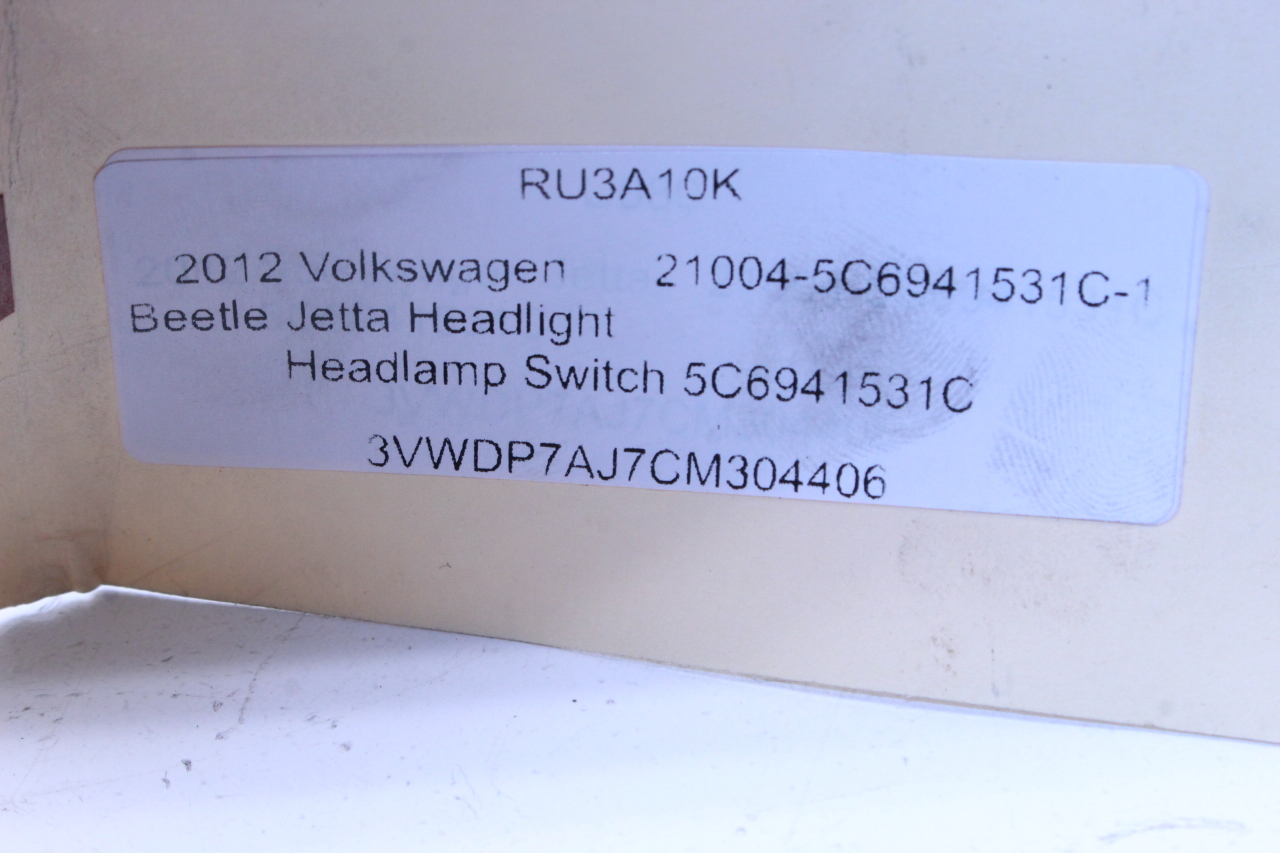 RU3A10K
2012 Volkswagen 21004-5C6941531C-1
Beetle Jetta Headlight
Headlamp Switch 5C6941531C
3VWDP7AJ7CM304406